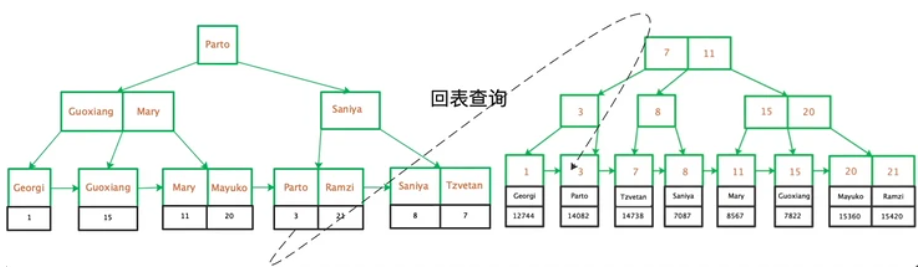 Parto
7 11
回表查询
Guoxiang Mary
Saniya
3
8
15 20
Georgi
Guoxiang
Mary Mayuko
Parto Ramzi
Saniya Tzvetan
1
15
11 20
3 21
8 7
1
3
7
8
11
15
20 21
Georgi
Parto
Tzvetan
Saniya
Mary
Guoxiang
Mayuko Ramzi
12744
14082
14738
7087
8567
7822
15360 15420